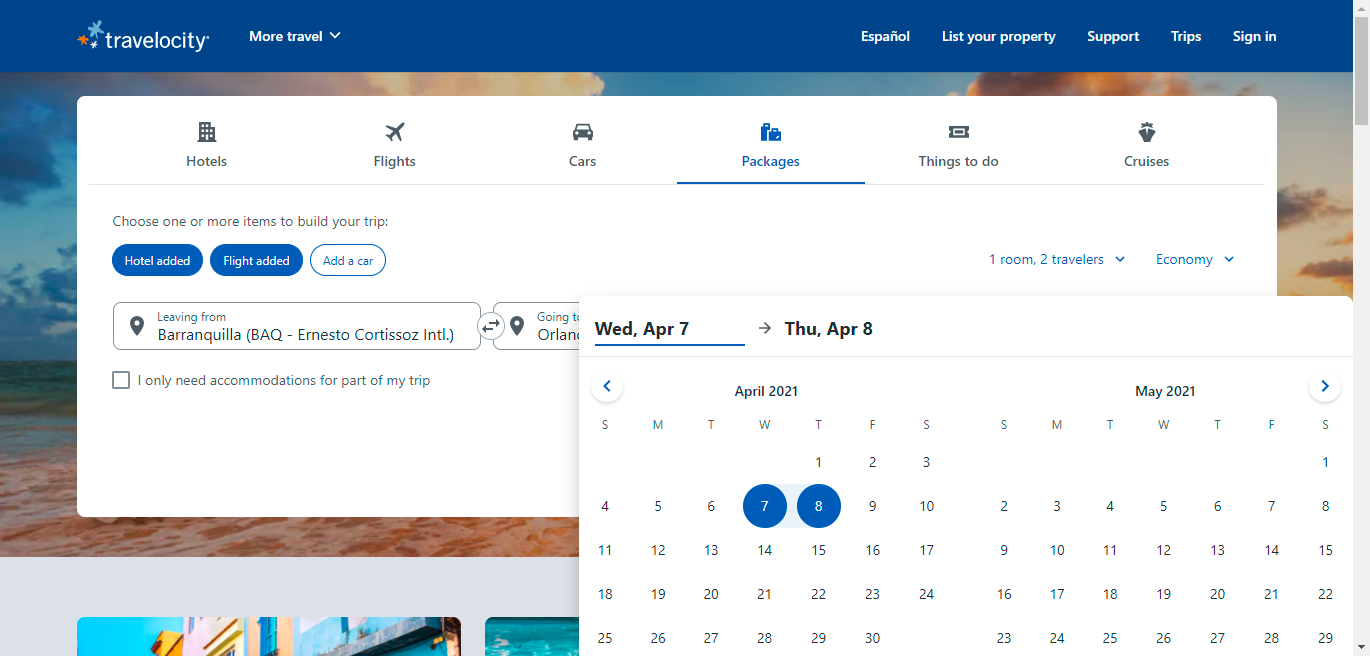 travelocity
More travel
Español
List your property
Support
Trips
Sign in
Hotels
Flights
Cars
Packages
Things to do
Cruises
Choose one or more items to build your trip:
Hotel added
Flight added
Add a car
1 room, 2 travelers
Economy
Leaving from
Barranquilla (BAQ - Ernesto Cortissoz Intl.)
Going to
I only need accommodations for part of my trip
Wed, Apr 7
Thu, Apr 8
April 2021
S M T W T F S
1 2 3
4 5 6 7 8 9 10
11 12 13 14 15 16 17
18 19 20 21 22 23 24
25 26 27 28 29 30
May 2021
S M T W T F S
1
2 3 4 5 6 7 8
9 10 11 12 13 14 15
16 17 18 19 20 21 22
23 24 25 26 27 28 29